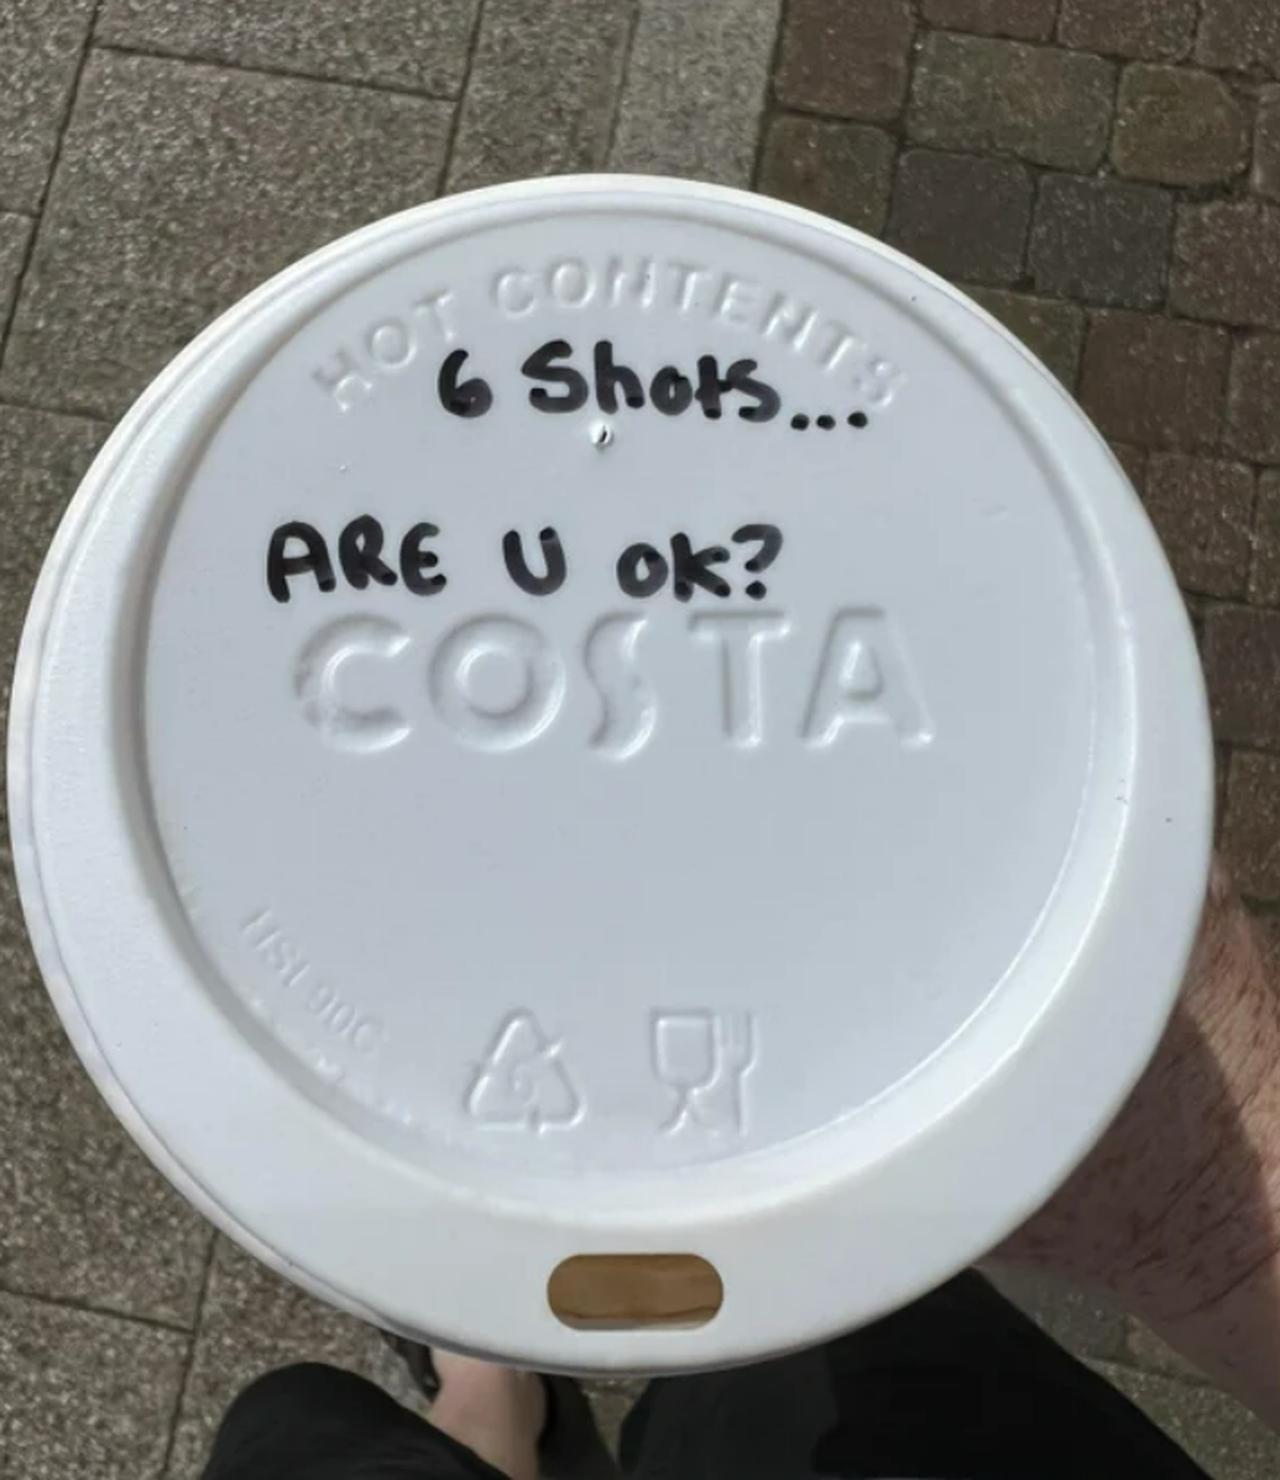 HOT CONTENTS
6 Shots...
ARE U ok?
COSTA